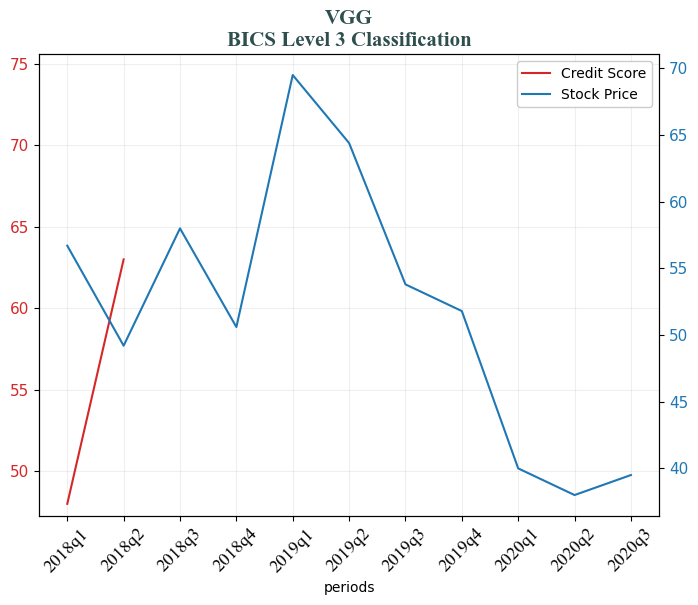 VGG
BICS Level 3 Classification
75
70
65
60
55
50
Credit Score
Stock Price
70
65
60
55
50
45
40
2018q1
2018q2
2018q3
2018q4
2019q1
2019q2
2019q3
2019q4
2020q1
2020q2
2020q3
periods